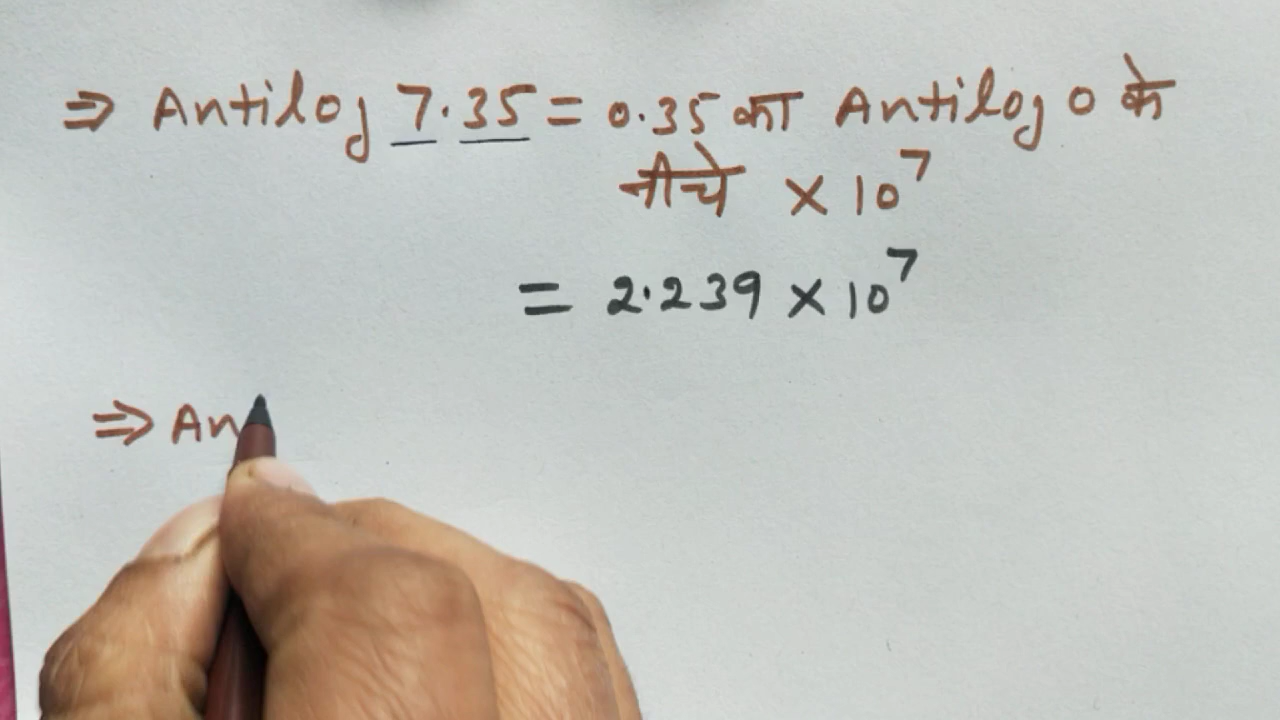 ⇒ Antilog 7.35 = 0.35 का Antilog 0 के
नीचे × 10⁷
= 2.239 × 10⁷
⇒ An